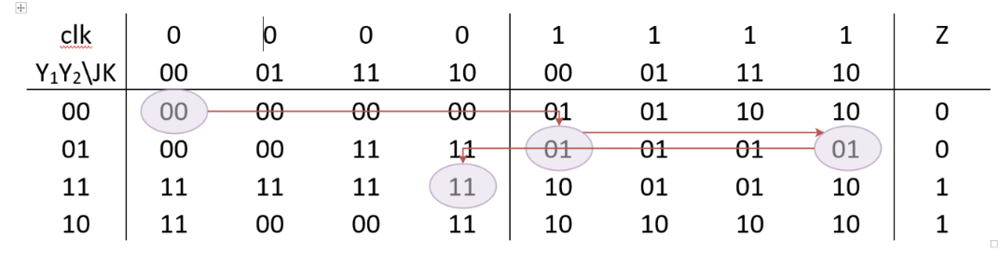 clk 0 0 0 0 1 1 1 1 Z
Y₁Y₂\JK 00 01 11 10 00 01 11 10
00 00 00 00 00 01 01 10 10 0
01 00 00 11 11 01 01 01 01 0
11 11 11 11 11 10 01 01 10 1
10 11 00 00 11 10 10 10 10 1